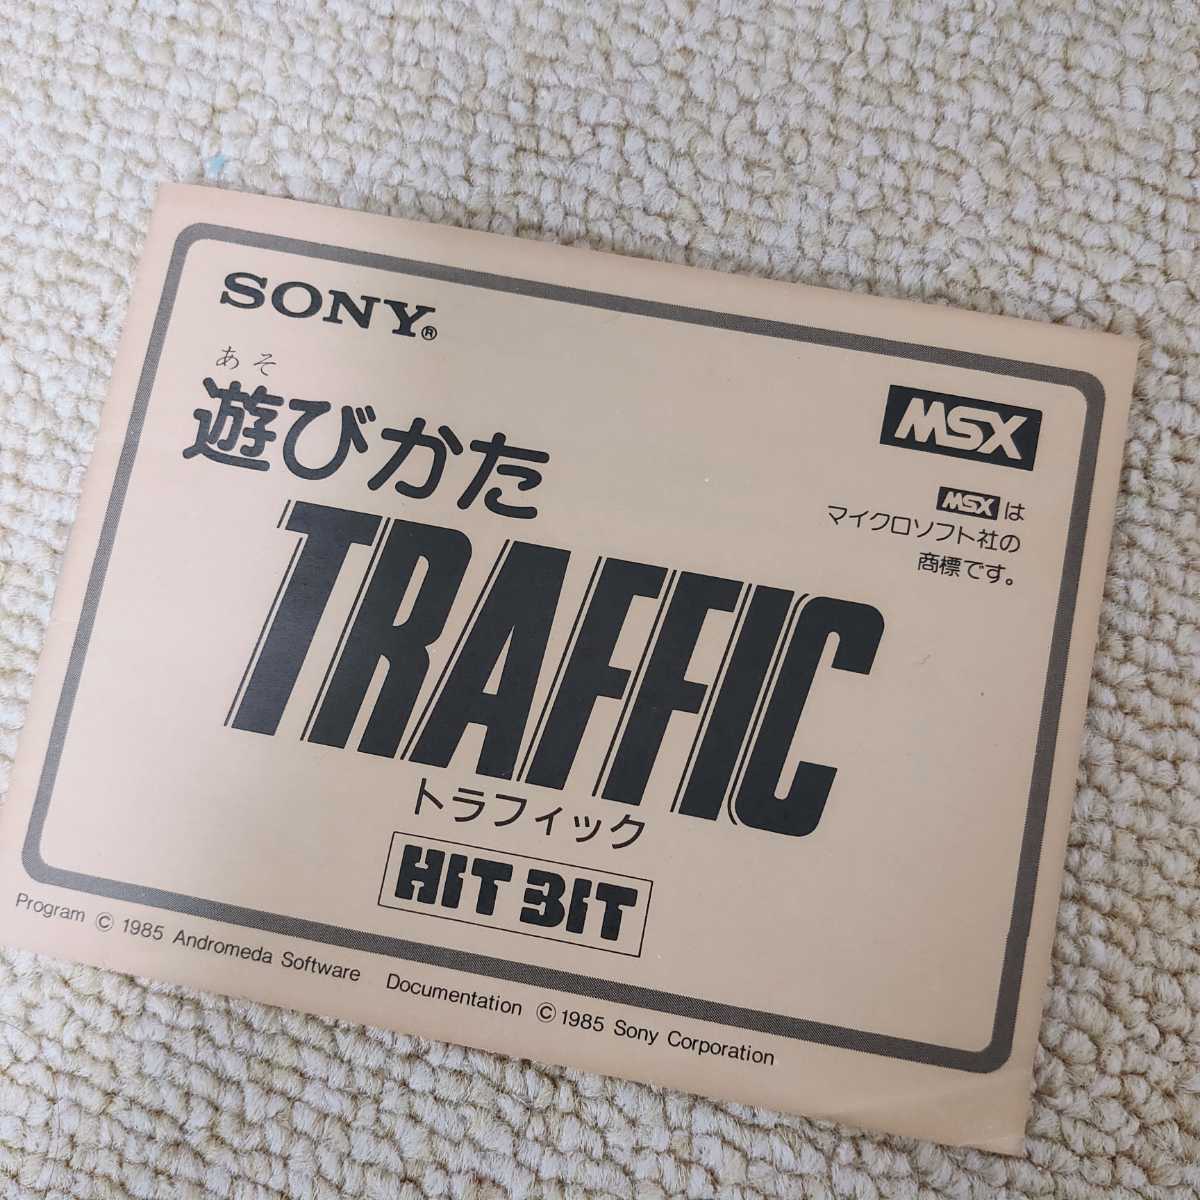 SONY®
あそ
遊びかた
MSX
MSXは
マイクロソフト社の
商標です。
TRAFFIC
トラフィック
HIT BIT
Program © 1985 Andromeda Software Documentation © 1985 Sony Corporation